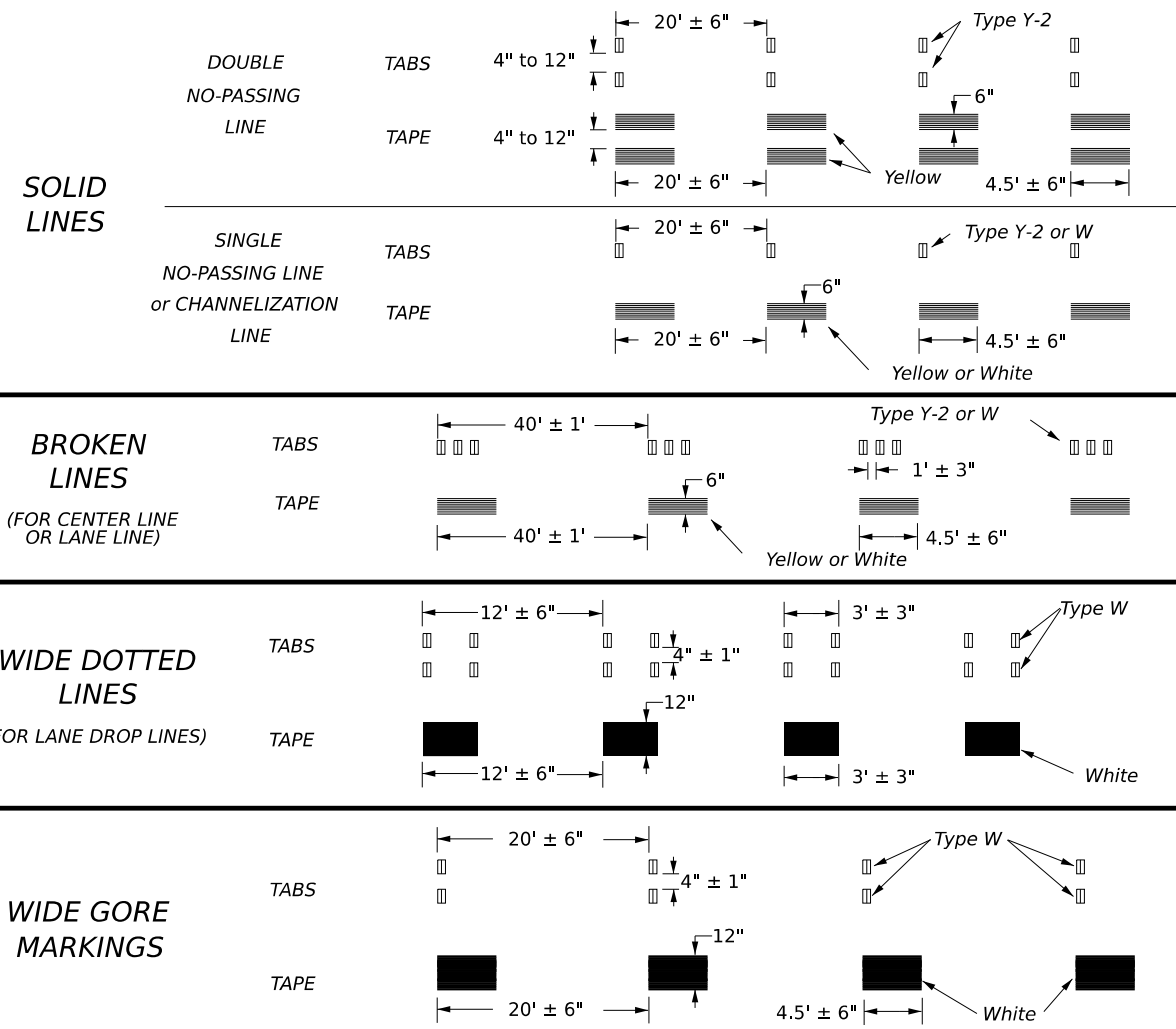 SOLID
LINES
DOUBLE
NO-PASSING
LINE
TABS
20' ± 6"
4" to 12"
Type Y-2
TAPE
4" to 12"
6"
Yellow
20' ± 6"
4.5' ± 6"
SINGLE
NO-PASSING LINE
or CHANNELIZATION
LINE
TABS
20' ± 6"
Type Y-2 or W
TAPE
6"
20' ± 6"
4.5' ± 6"
Yellow or White
BROKEN
LINES
(FOR CENTER LINE
OR LANE LINE)
TABS
40' ± 1'
Type Y-2 or W
1' ± 3"
TAPE
6"
40' ± 1'
4.5' ± 6"
Yellow or White
WIDE DOTTED
LINES
OR LANE DROP LINES)
TABS
12' ± 6"
3' ± 3"
Type W
4" ± 1"
TAPE
12"
12' ± 6"
3' ± 3"
White
WIDE GORE
MARKINGS
TABS
20' ± 6"
Type W
4" ± 1"
TAPE
12"
20' ± 6"
4.5' ± 6"
White